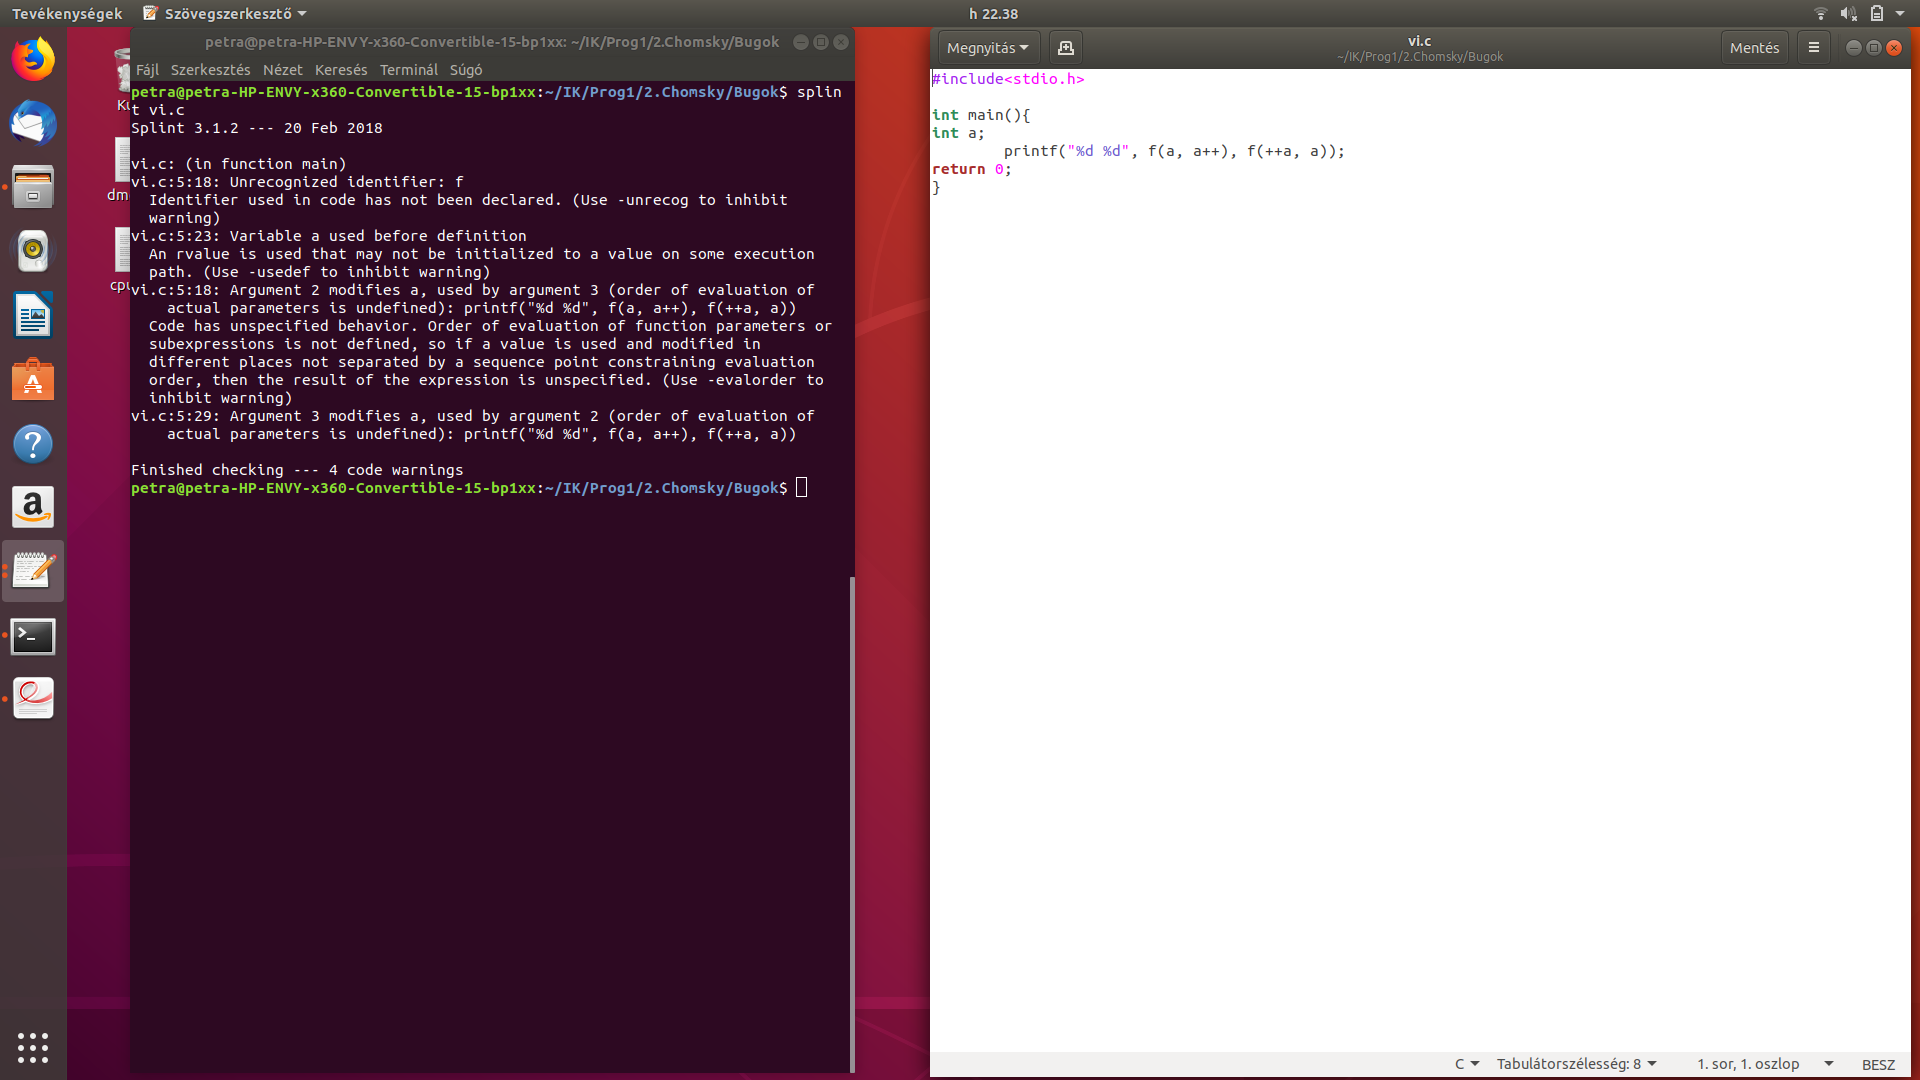 Tevékenységek
Szövegszerkesztő
h 22.38
petra@petra-HP-ENVY-x360-Convertible-15-bp1xx: ~/IK/Prog1/2.Chomsky/Bugok
Fájl Szerkesztés Nézet Keresés Terminál Súgó
petra@petra-HP-ENVY-x360-Convertible-15-bp1xx:~/IK/Prog1/2.Chomsky/Bugok$ splin
t vi.c
Splint 3.1.2 --- 20 Feb 2018
vi.c: (in function main)
vi.c:5:18: Unrecognized identifier: f
Identifier used in code has not been declared. (Use -unrecog to inhibit
warning)
vi.c:5:23: Variable a used before definition
An rvalue is used that may not be initialized to a value on some execution
path. (Use -usedef to inhibit warning)
vi.c:5:18: Argument 2 modifies a, used by argument 3 (order of evaluation of
actual parameters is undefined): printf("%d %d", f(a, a++), f(++a, a))
Code has unspecified behavior. Order of evaluation of function parameters or
subexpressions is not defined, so if a value is used and modified in
different places not separated by a sequence point constraining evaluation
order, then the result of the expression is unspecified. (Use -evalorder to
inhibit warning)
vi.c:5:29: Argument 3 modifies a, used by argument 2 (order of evaluation of
actual parameters is undefined): printf("%d %d", f(a, a++), f(++a, a))
Finished checking --- 4 code warnings
petra@petra-HP-ENVY-x360-Convertible-15-bp1xx:~/IK/Prog1/2.Chomsky/Bugok$
Megnyitás
vi.c
~/IK/Prog1/2.Chomsky/Bugok
Mentés
#include<stdio.h>
int main(){
int a;
printf("%d %d", f(a, a++), f(++a, a));
return 0;
}
C
Tabulátorszélesség: 8
1. sor, 1. oszlop
BESZ